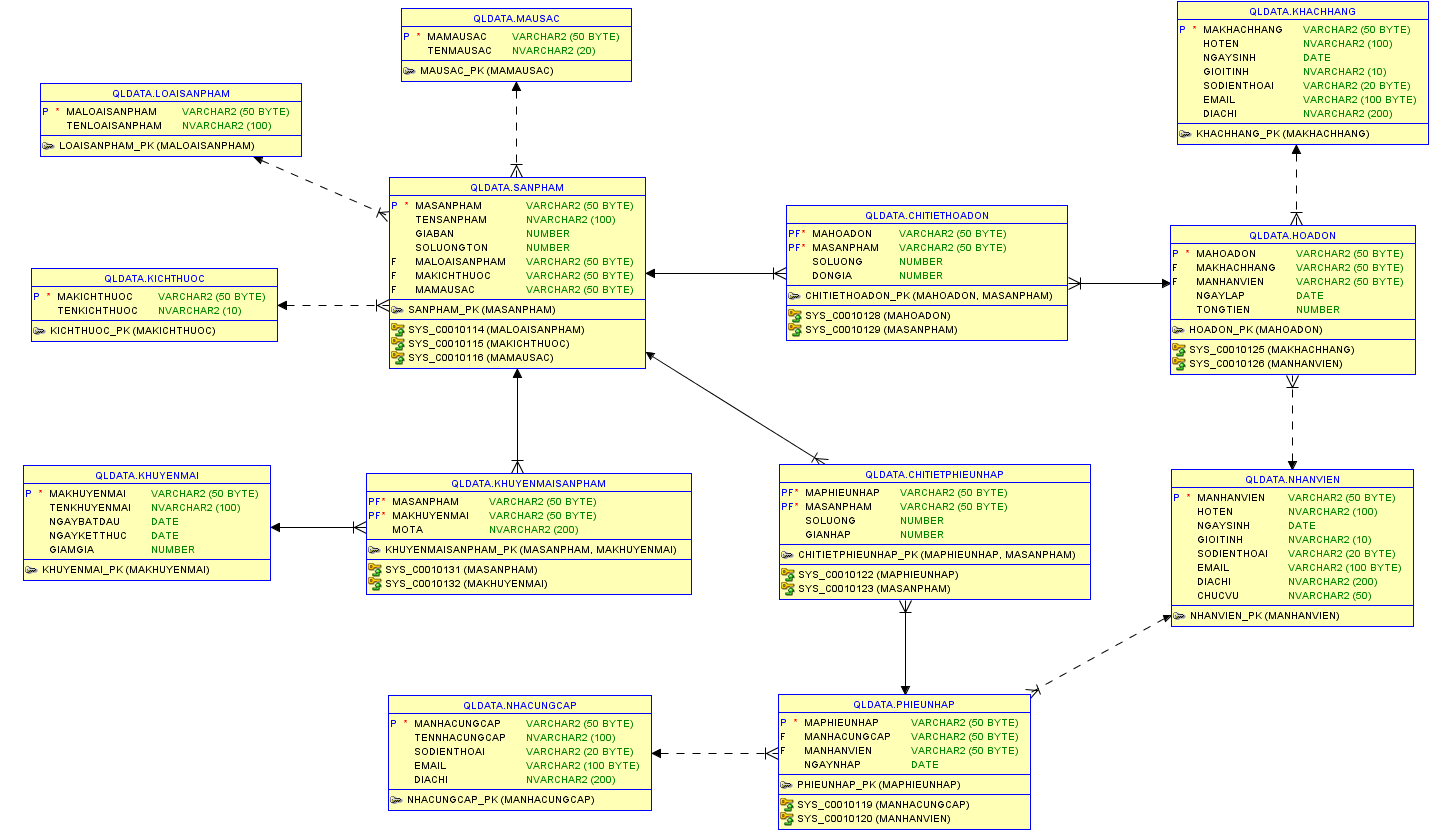 QLDATA.MAUSAC
P * MAMAUSAC VARCHAR2 (50 BYTE)
TENMAUSAC NVARCHAR2 (20)
MAUSAC_PK (MAMAUSAC)
QLDATA.KHACHHANG
P * MAKHACHHANG VARCHAR2 (50 BYTE)
HOTEN NVARCHAR2 (100)
NGAYSINH DATE
GIOITINH NVARCHAR2 (10)
SODIENTHOAI VARCHAR2 (20 BYTE)
EMAIL VARCHAR2 (100 BYTE)
DIACHI NVARCHAR2 (200)
KHACHHANG_PK (MAKHACHHANG)
QLDATA.LOAISANPHAM
P * MALOAISANPHAM VARCHAR2 (50 BYTE)
TENLOAISANPHAM NVARCHAR2 (100)
LOAISANPHAM_PK (MALOAISANPHAM)
QLDATA.SANPHAM
P * MASANPHAM VARCHAR2 (50 BYTE)
TENSANPHAM NVARCHAR2 (100)
GIABAN NUMBER
SOLUONGTON NUMBER
F MALOAISANPHAM VARCHAR2 (50 BYTE)
F MAKICHTHUOC VARCHAR2 (50 BYTE)
F MAMAUSAC VARCHAR2 (50 BYTE)
SANPHAM_PK (MASANPHAM)
SYS_C0010114 (MALOAISANPHAM)
SYS_C0010115 (MAKICHTHUOC)
SYS_C0010116 (MAMAUSAC)
QLDATA.CHITIETHOADON
PF* MAHOADON VARCHAR2 (50 BYTE)
PF* MASANPHAM VARCHAR2 (50 BYTE)
SOLUONG NUMBER
DONGIA NUMBER
CHITIETHOADON_PK (MAHOADON, MASANPHAM)
SYS_C0010128 (MAHOADON)
SYS_C0010129 (MASANPHAM)
QLDATA.HOADON
P * MAHOADON VARCHAR2 (50 BYTE)
F MAKHACHHANG VARCHAR2 (50 BYTE)
F MANHANVIEN VARCHAR2 (50 BYTE)
NGAYLAP DATE
TONGTIEN NUMBER
HOADON_PK (MAHOADON)
SYS_C0010125 (MAKHACHHANG)
SYS_C0010126 (MANHANVIEN)
QLDATA.KICHTHUOC
P * MAKICHTHUOC VARCHAR2 (50 BYTE)
TENKICHTHUOC NVARCHAR2 (10)
KICHTHUOC_PK (MAKICHTHUOC)
QLDATA.KHUYENMAI
P * MAKHUYENMAI VARCHAR2 (50 BYTE)
TENKHUYENMAI NVARCHAR2 (100)
NGAYBATDAU DATE
NGAYKETTHUC DATE
GIAMGIA NUMBER
KHUYENMAI_PK (MAKHUYENMAI)
QLDATA.KHUYENMAISANPHAM
PF* MASANPHAM VARCHAR2 (50 BYTE)
PF* MAKHUYENMAI VARCHAR2 (50 BYTE)
MOTA NVARCHAR2 (200)
KHUYENMAISANPHAM_PK (MASANPHAM, MAKHUYENMAI)
SYS_C0010131 (MASANPHAM)
SYS_C0010132 (MAKHUYENMAI)
QLDATA.CHITIETPHIEUNHAP
PF* MAPHIEUNHAP VARCHAR2 (50 BYTE)
PF* MASANPHAM VARCHAR2 (50 BYTE)
SOLUONG NUMBER
GIANHAP NUMBER
CHITIETPHIEUNHAP_PK (MAPHIEUNHAP, MASANPHAM)
SYS_C0010122 (MAPHIEUNHAP)
SYS_C0010123 (MASANPHAM)
QLDATA.NHANVIEN
P * MANHANVIEN VARCHAR2 (50 BYTE)
HOTEN NVARCHAR2 (100)
NGAYSINH DATE
GIOITINH NVARCHAR2 (10)
SODIENTHOAI VARCHAR2 (20 BYTE)
EMAIL VARCHAR2 (100 BYTE)
DIACHI NVARCHAR2 (200)
CHUCVU NVARCHAR2 (50)
NHANVIEN_PK (MANHANVIEN)
QLDATA.NHACUNGCAP
P * MANHACUNGCAP VARCHAR2 (50 BYTE)
TENNHACUNGCAP NVARCHAR2 (100)
SODIENTHOAI VARCHAR2 (20 BYTE)
EMAIL VARCHAR2 (100 BYTE)
DIACHI NVARCHAR2 (200)
NHACUNGCAP_PK (MANHACUNGCAP)
QLDATA.PHIEUNHAP
P * MAPHIEUNHAP VARCHAR2 (50 BYTE)
F MANHACUNGCAP VARCHAR2 (50 BYTE)
F MANHANVIEN VARCHAR2 (50 BYTE)
NGAYNHAP DATE
PHIEUNHAP_PK (MAPHIEUNHAP)
SYS_C0010119 (MANHACUNGCAP)
SYS_C0010120 (MANHANVIEN)